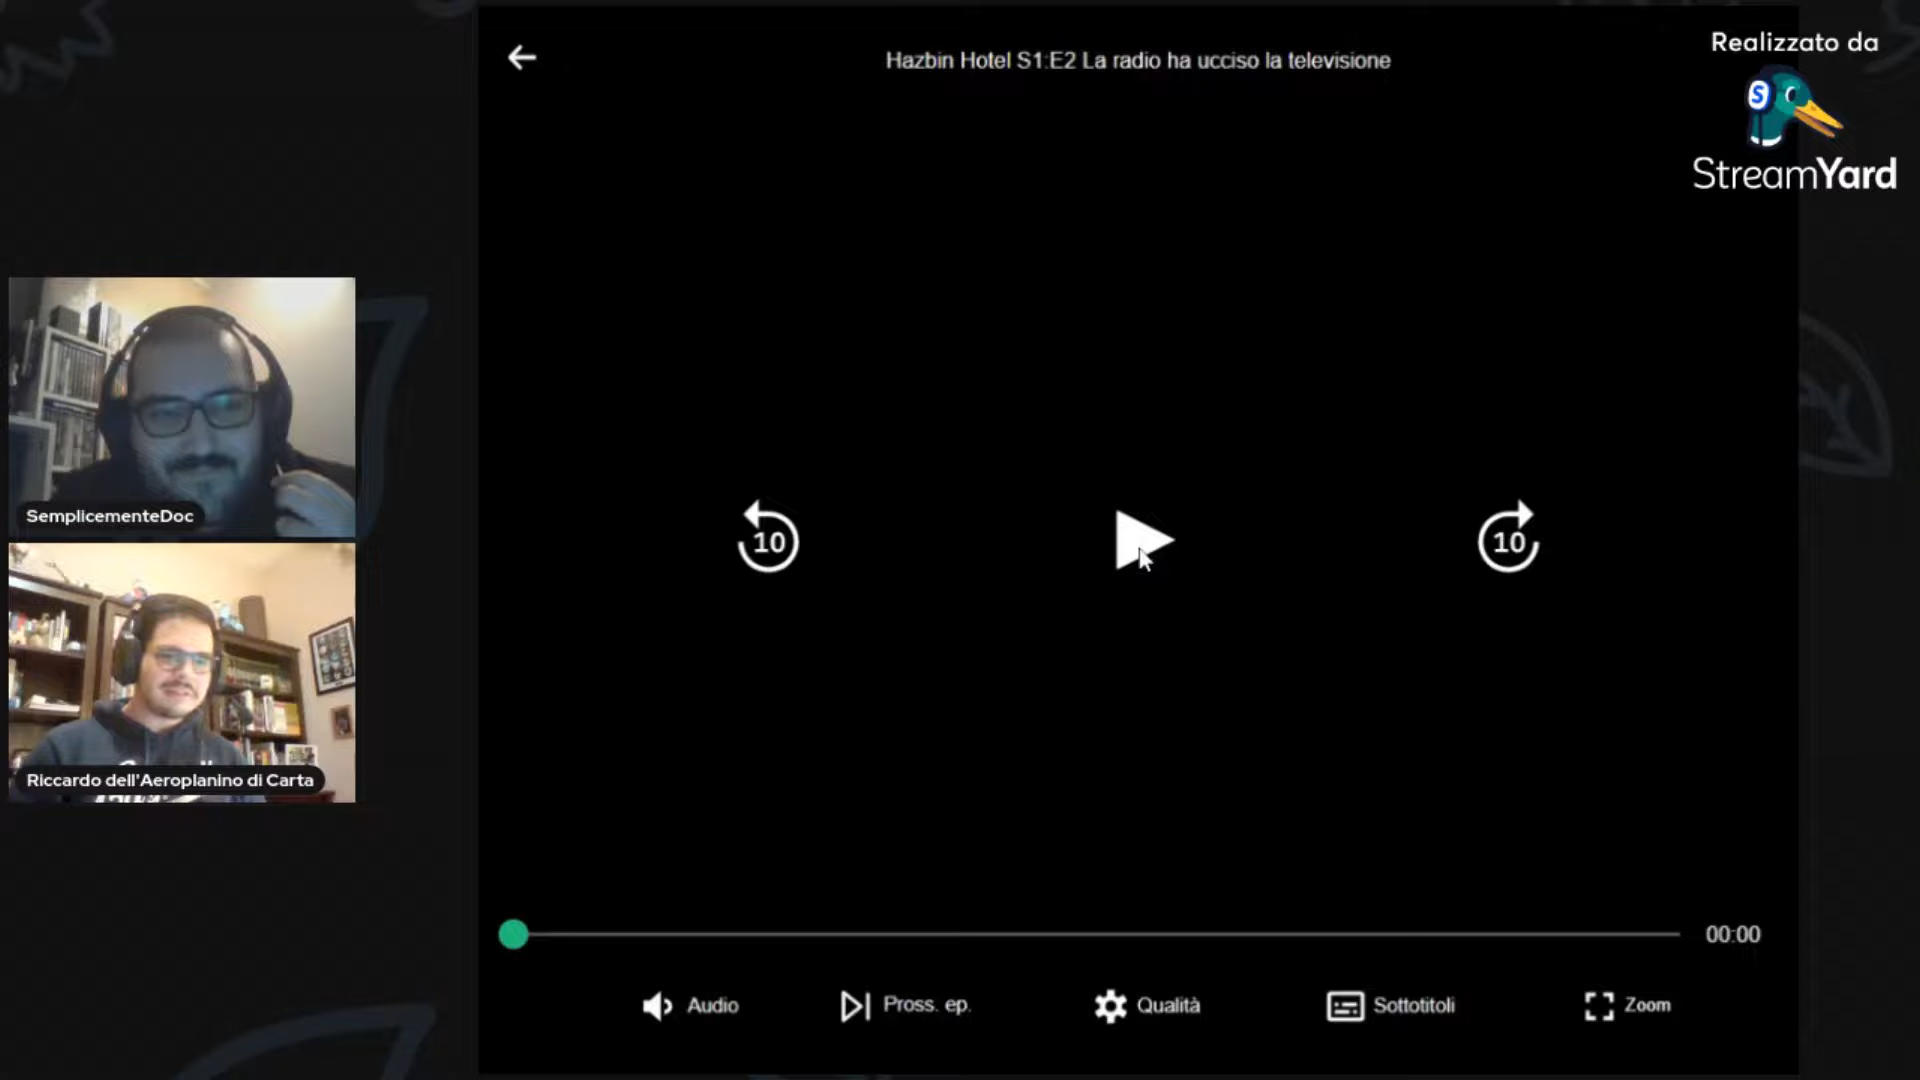 Hazbin Hotel S1:E2 La radio ha ucciso la televisione
Realizzato da
S
StreamYard
SemplicementeDoc
10
10
Riccardo dell'Aeroplanino di Carta
00:00
Audio
Pross. ep.
Qualità
Sottotitoli
Zoom